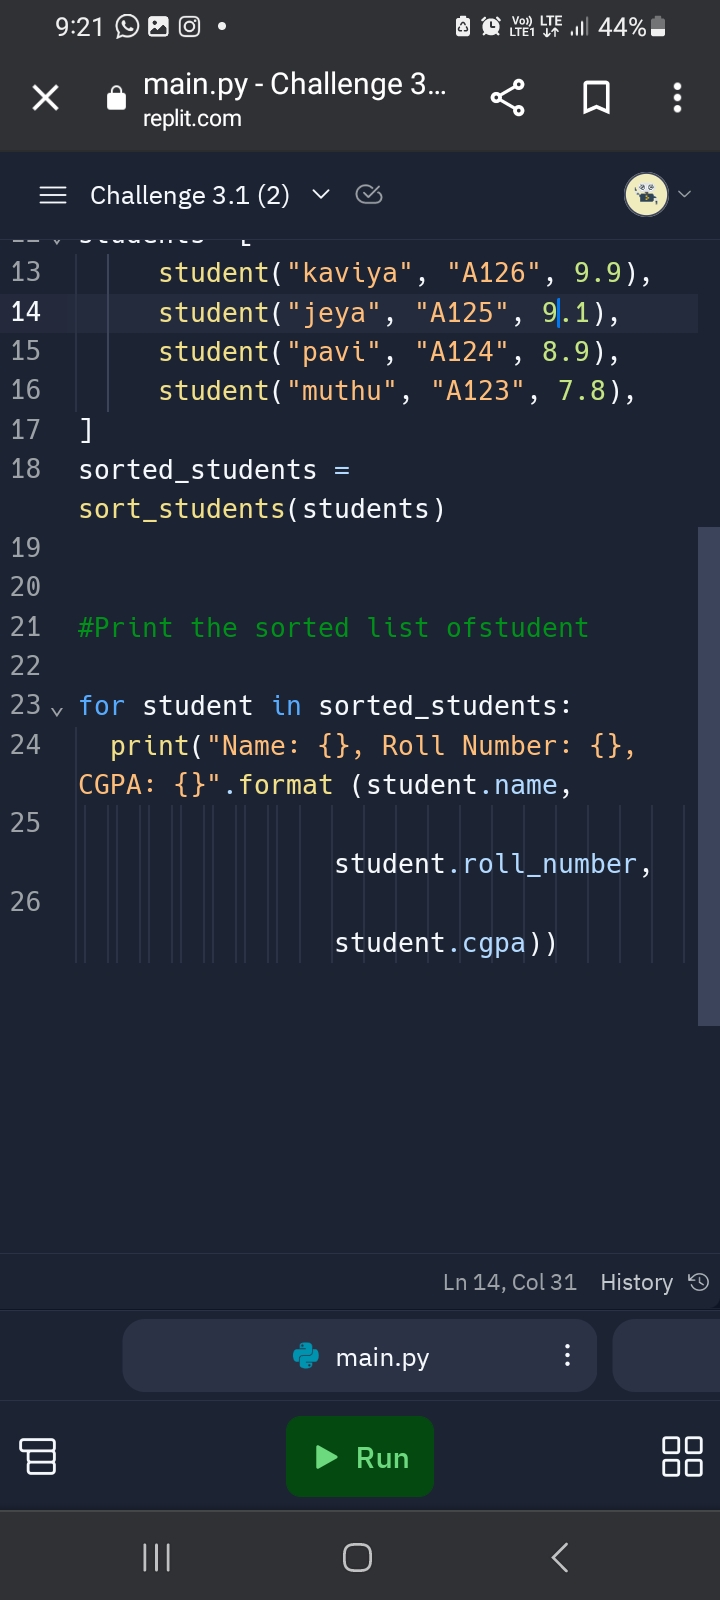 9:21 Vo)) LTE1 LTE 44%
main.py - Challenge 3...
replit.com
Challenge 3.1 (2)
12 students = [
13 student("kaviya", "A126", 9.9),
14 student("jeya", "A125", 9.1),
15 student("pavi", "A124", 8.9),
16 student("muthu", "A123", 7.8),
17 ]
18 sorted_students =
sort_students(students)
19
20
21 #Print the sorted list ofstudent
22
23 for student in sorted_students:
24 print("Name: {}, Roll Number: {},
CGPA: {}".format (student.name,
25
student.roll_number,
26
student.cgpa))
Ln 14, Col 31 History
main.py
Run